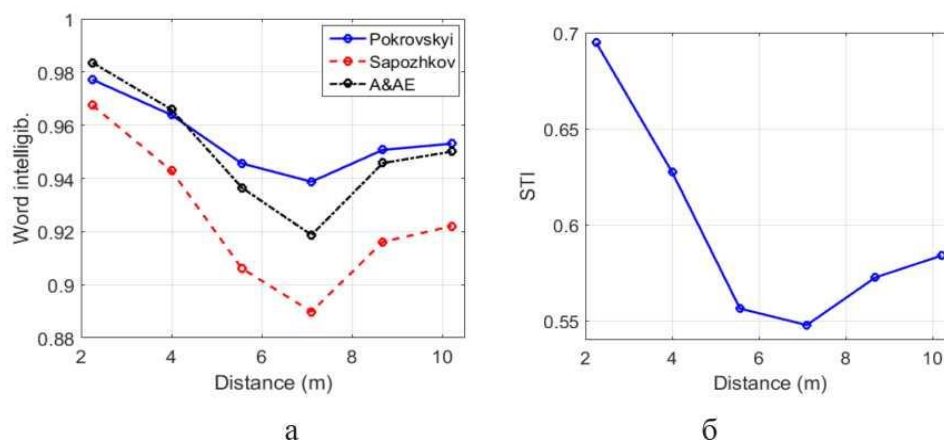 1
0.98
0.96
0.94
0.92
0.9
0.88
Word intelligib.
2 4 6 8 10
Distance (m)
Pokrovskyi
Sapozhkov
A&AE
а
0.7
0.65
0.6
0.55
STI
2 4 6 8 10
Distance (m)
б